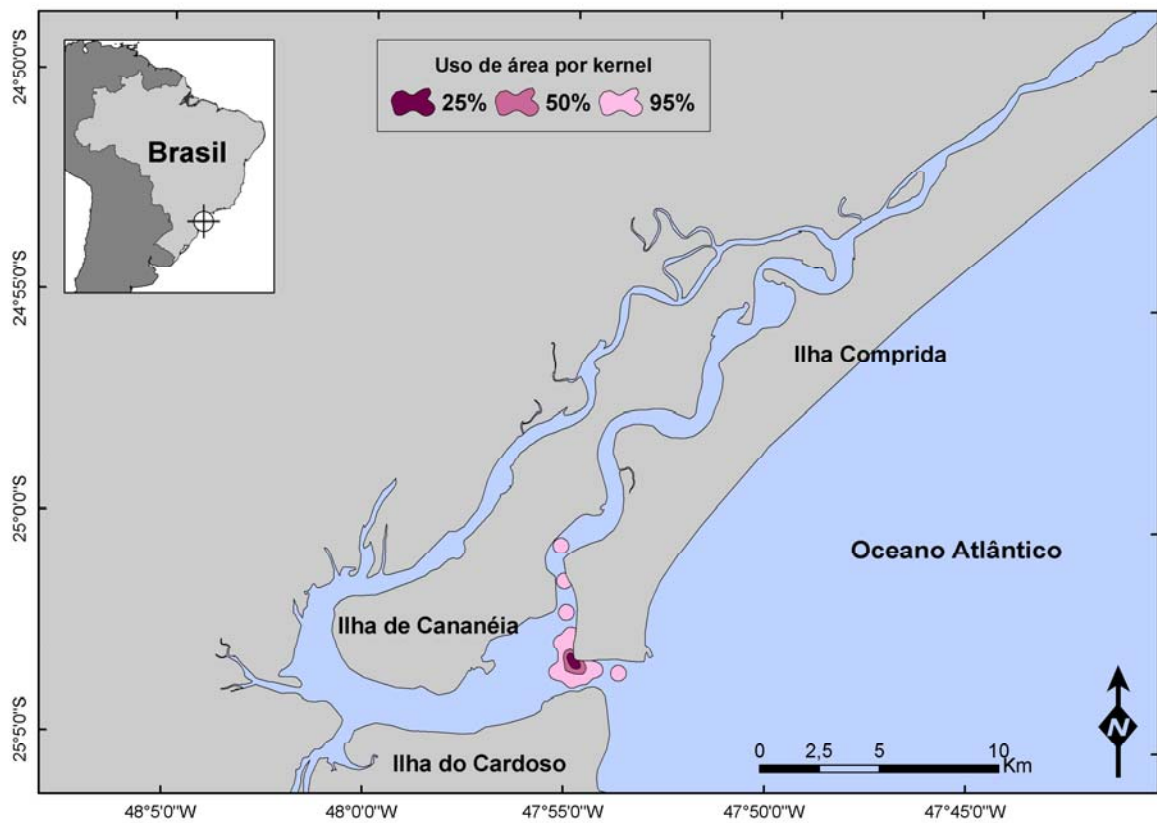 Brasil
Uso de área por kernel
25% 50% 95%
24°50'0"S
24°55'0"S
25°0'0"S
25°5'0"S
Ilha Comprida
Oceano Atlântico
Ilha de Cananéia
Ilha do Cardoso
0 2,5 5 10
Km
N
48°5'0"W 48°0'0"W 47°55'0"W 47°50'0"W 47°45'0"W